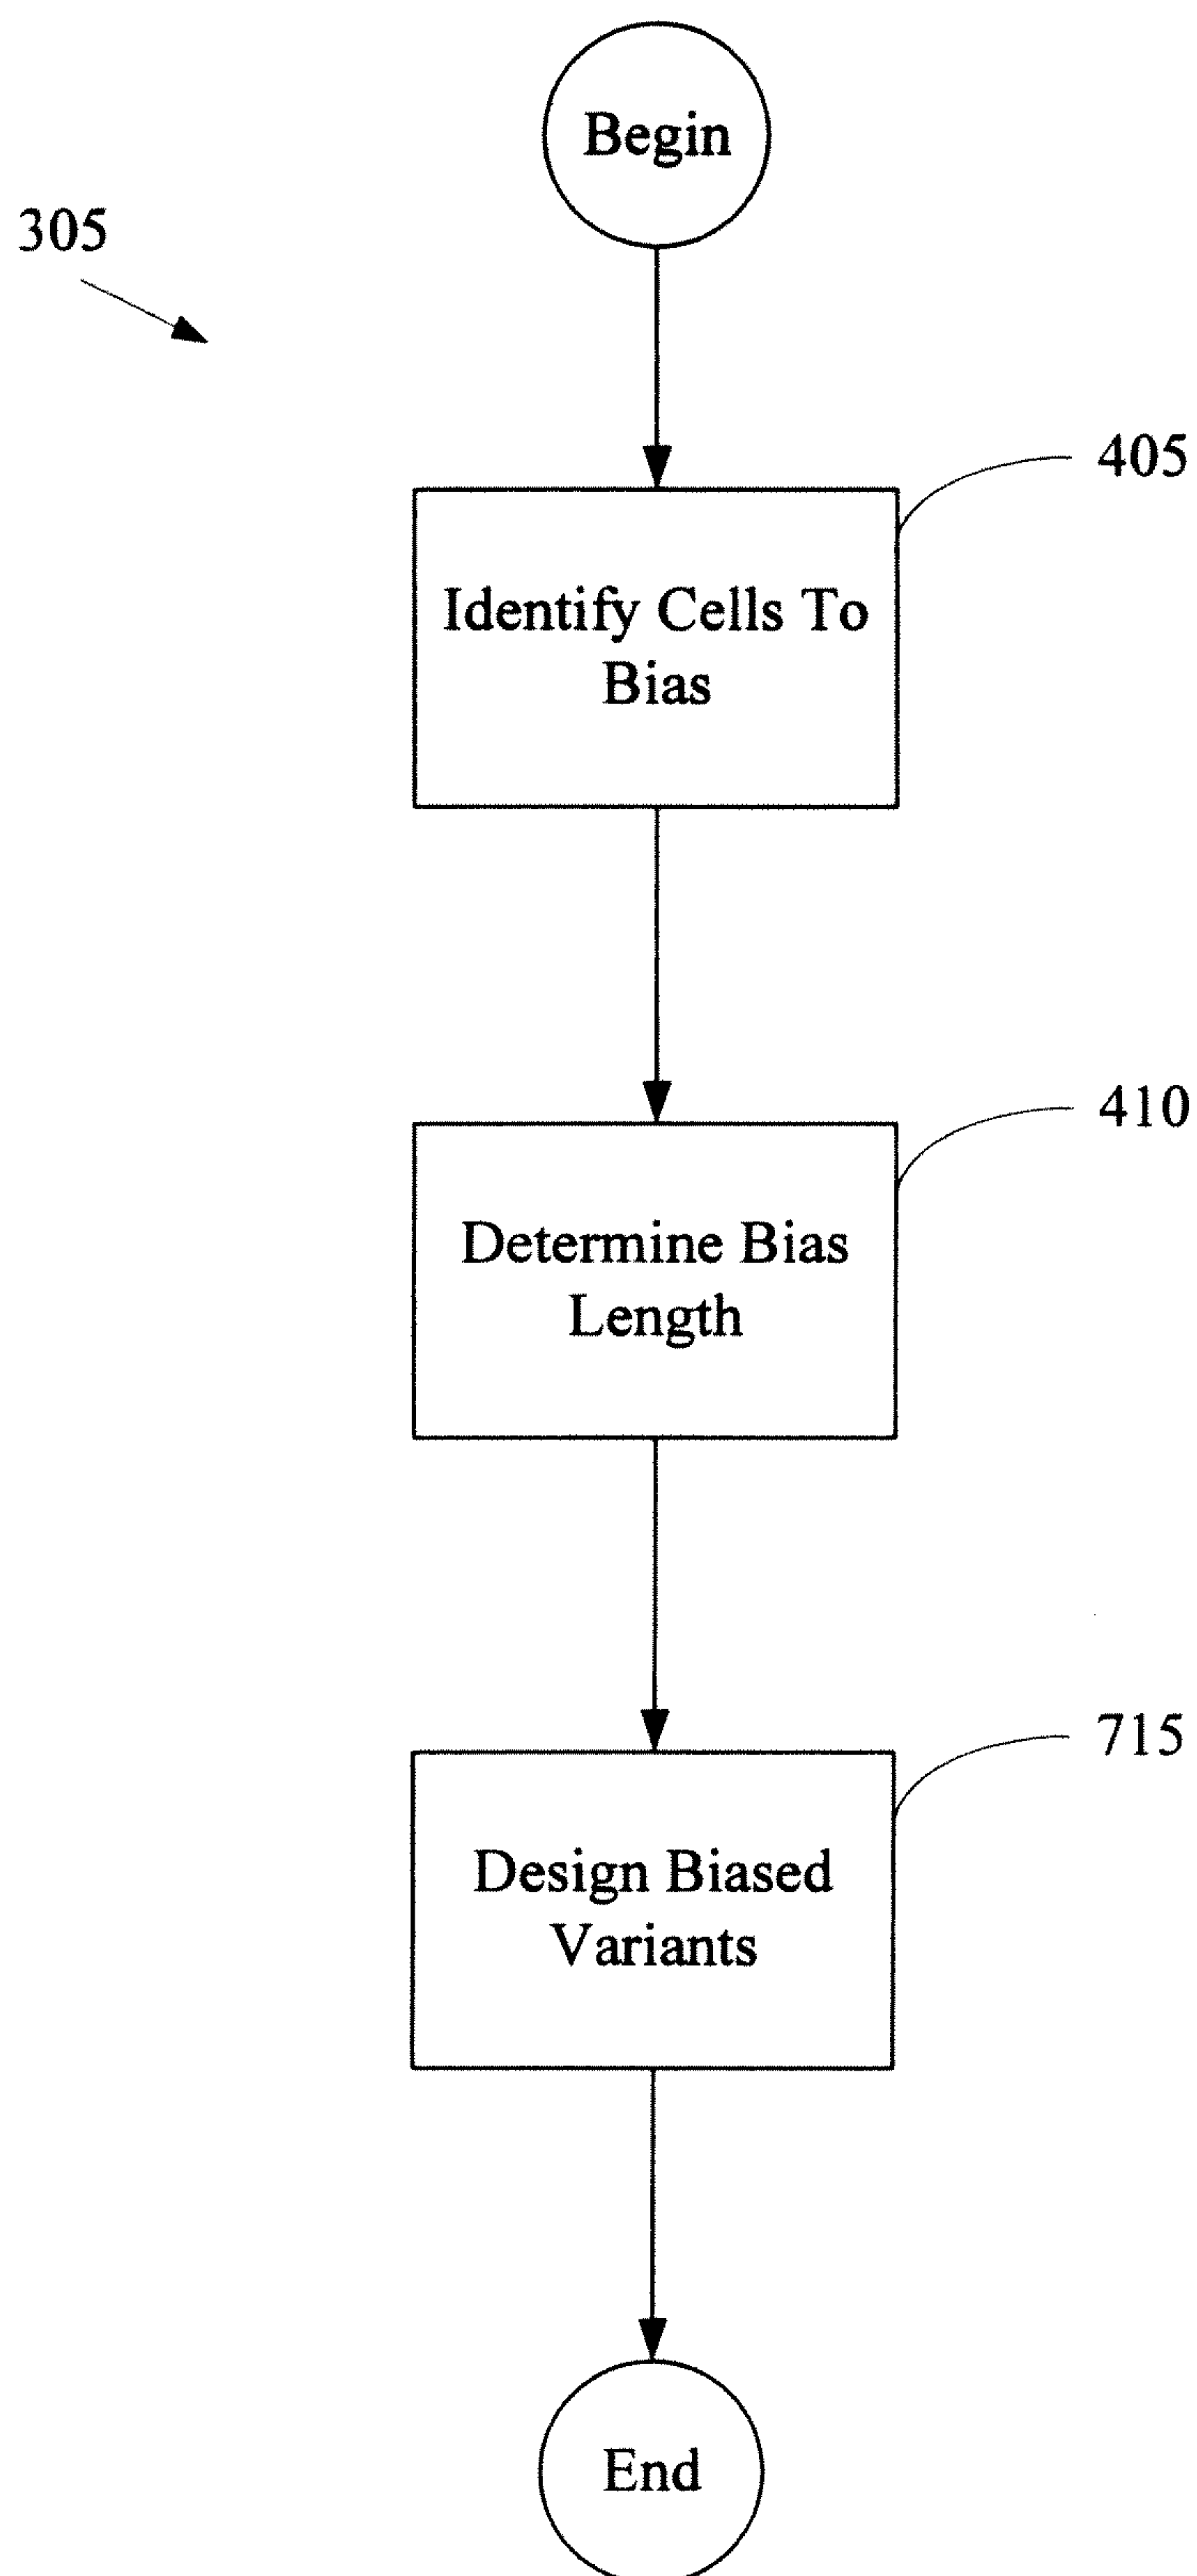 Begin
305
405
Identify Cells To
Bias
410
Determine Bias
Length
715
Design Biased
Variants
End